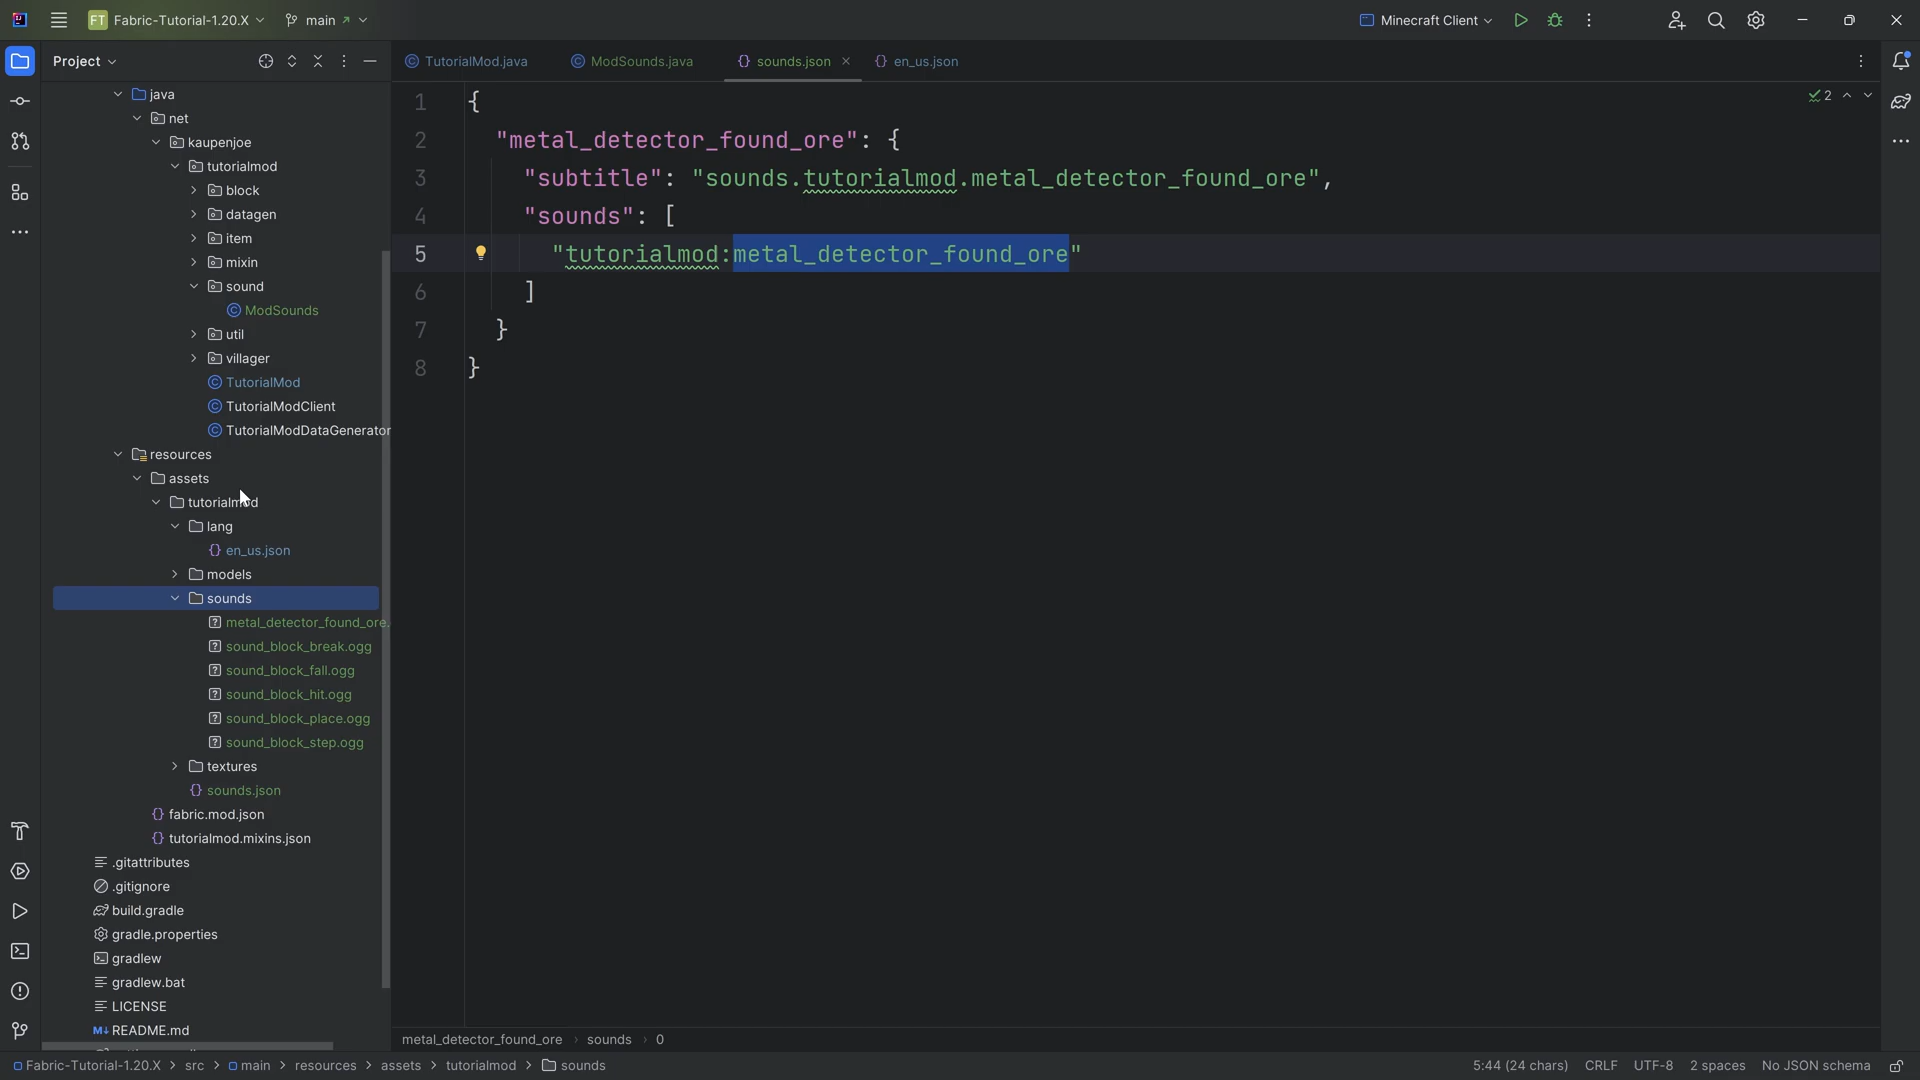 FT Fabric-Tutorial-1.20.X main Minecraft Client
Project
TutorialMod.java ModSounds.java sounds.json en_us.json
java
net
kaupenjoe
tutorialmod
block
datagen
item
mixin
sound
ModSounds
util
villager
TutorialMod
TutorialModClient
TutorialModDataGenerator
resources
assets
tutorialmod
lang
en_us.json
models
sounds
metal_detector_found_ore.
sound_block_break.ogg
sound_block_fall.ogg
sound_block_hit.ogg
sound_block_place.ogg
sound_block_step.ogg
textures
sounds.json
fabric.mod.json
tutorialmod.mixins.json
.gitattributes
.gitignore
build.gradle
gradle.properties
gradlew
gradlew.bat
LICENSE
M↓ README.md
1 {
2 "metal_detector_found_ore": {
3 "subtitle": "sounds.tutorialmod.metal_detector_found_ore",
4 "sounds": [
5 "tutorialmod:metal_detector_found_ore"
6 ]
7 }
8 }
2
metal_detector_found_ore › sounds › 0
Fabric-Tutorial-1.20.X > src > main > resources > assets > tutorialmod > sounds
5:44 (24 chars) CRLF UTF-8 2 spaces No JSON schema